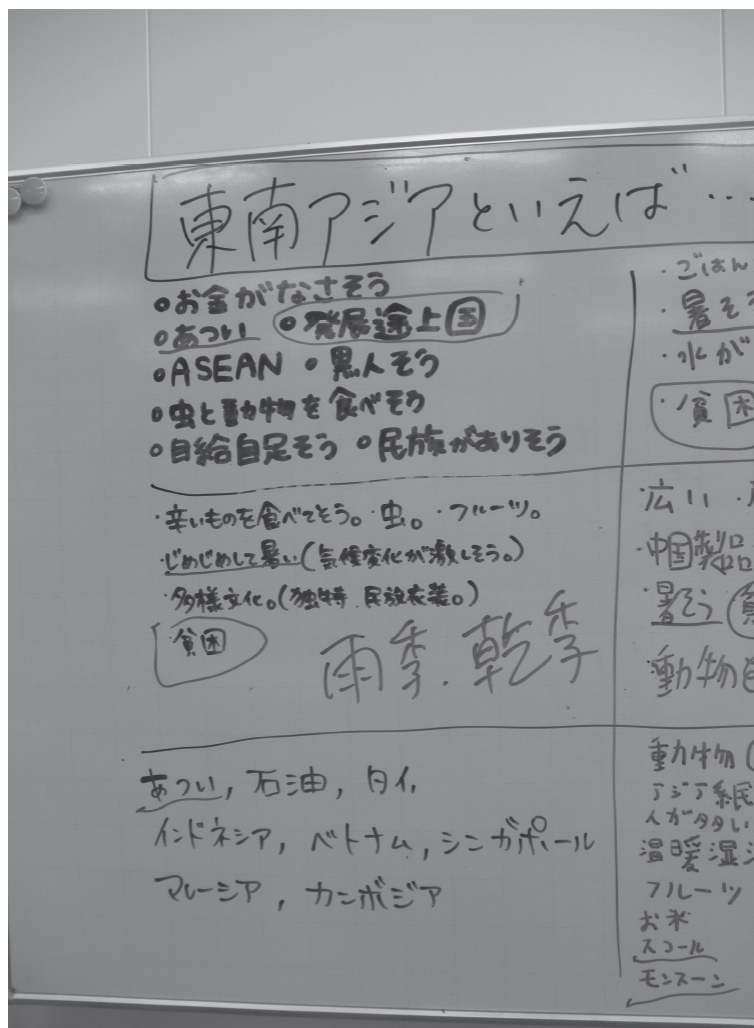 東南アジアといえば…
・お金がなさそう
・あつい ・発展途上国
・ASEAN ・黒人そう
・虫と動物を食べそう
・自給自足そう ・民族がありそう
・辛いものを食べてそう。・虫。・フルーツ。
・じめじめして暑い(気候変化が激しそう。)
・多様文化。(独特 民族衣装。)
・貧困
雨季.乾季
あつい, 石油, タイ,
インドネシア, ベトナム, シンガポール
マレーシア, カンボジア
・ごはん
・暑そ
・水が
・貧困
広い
・中国製品
・暑そう
動物
動物(
アジア系民
人が多い
温暖湿
フルーツ
お米
スコール
モンスーン